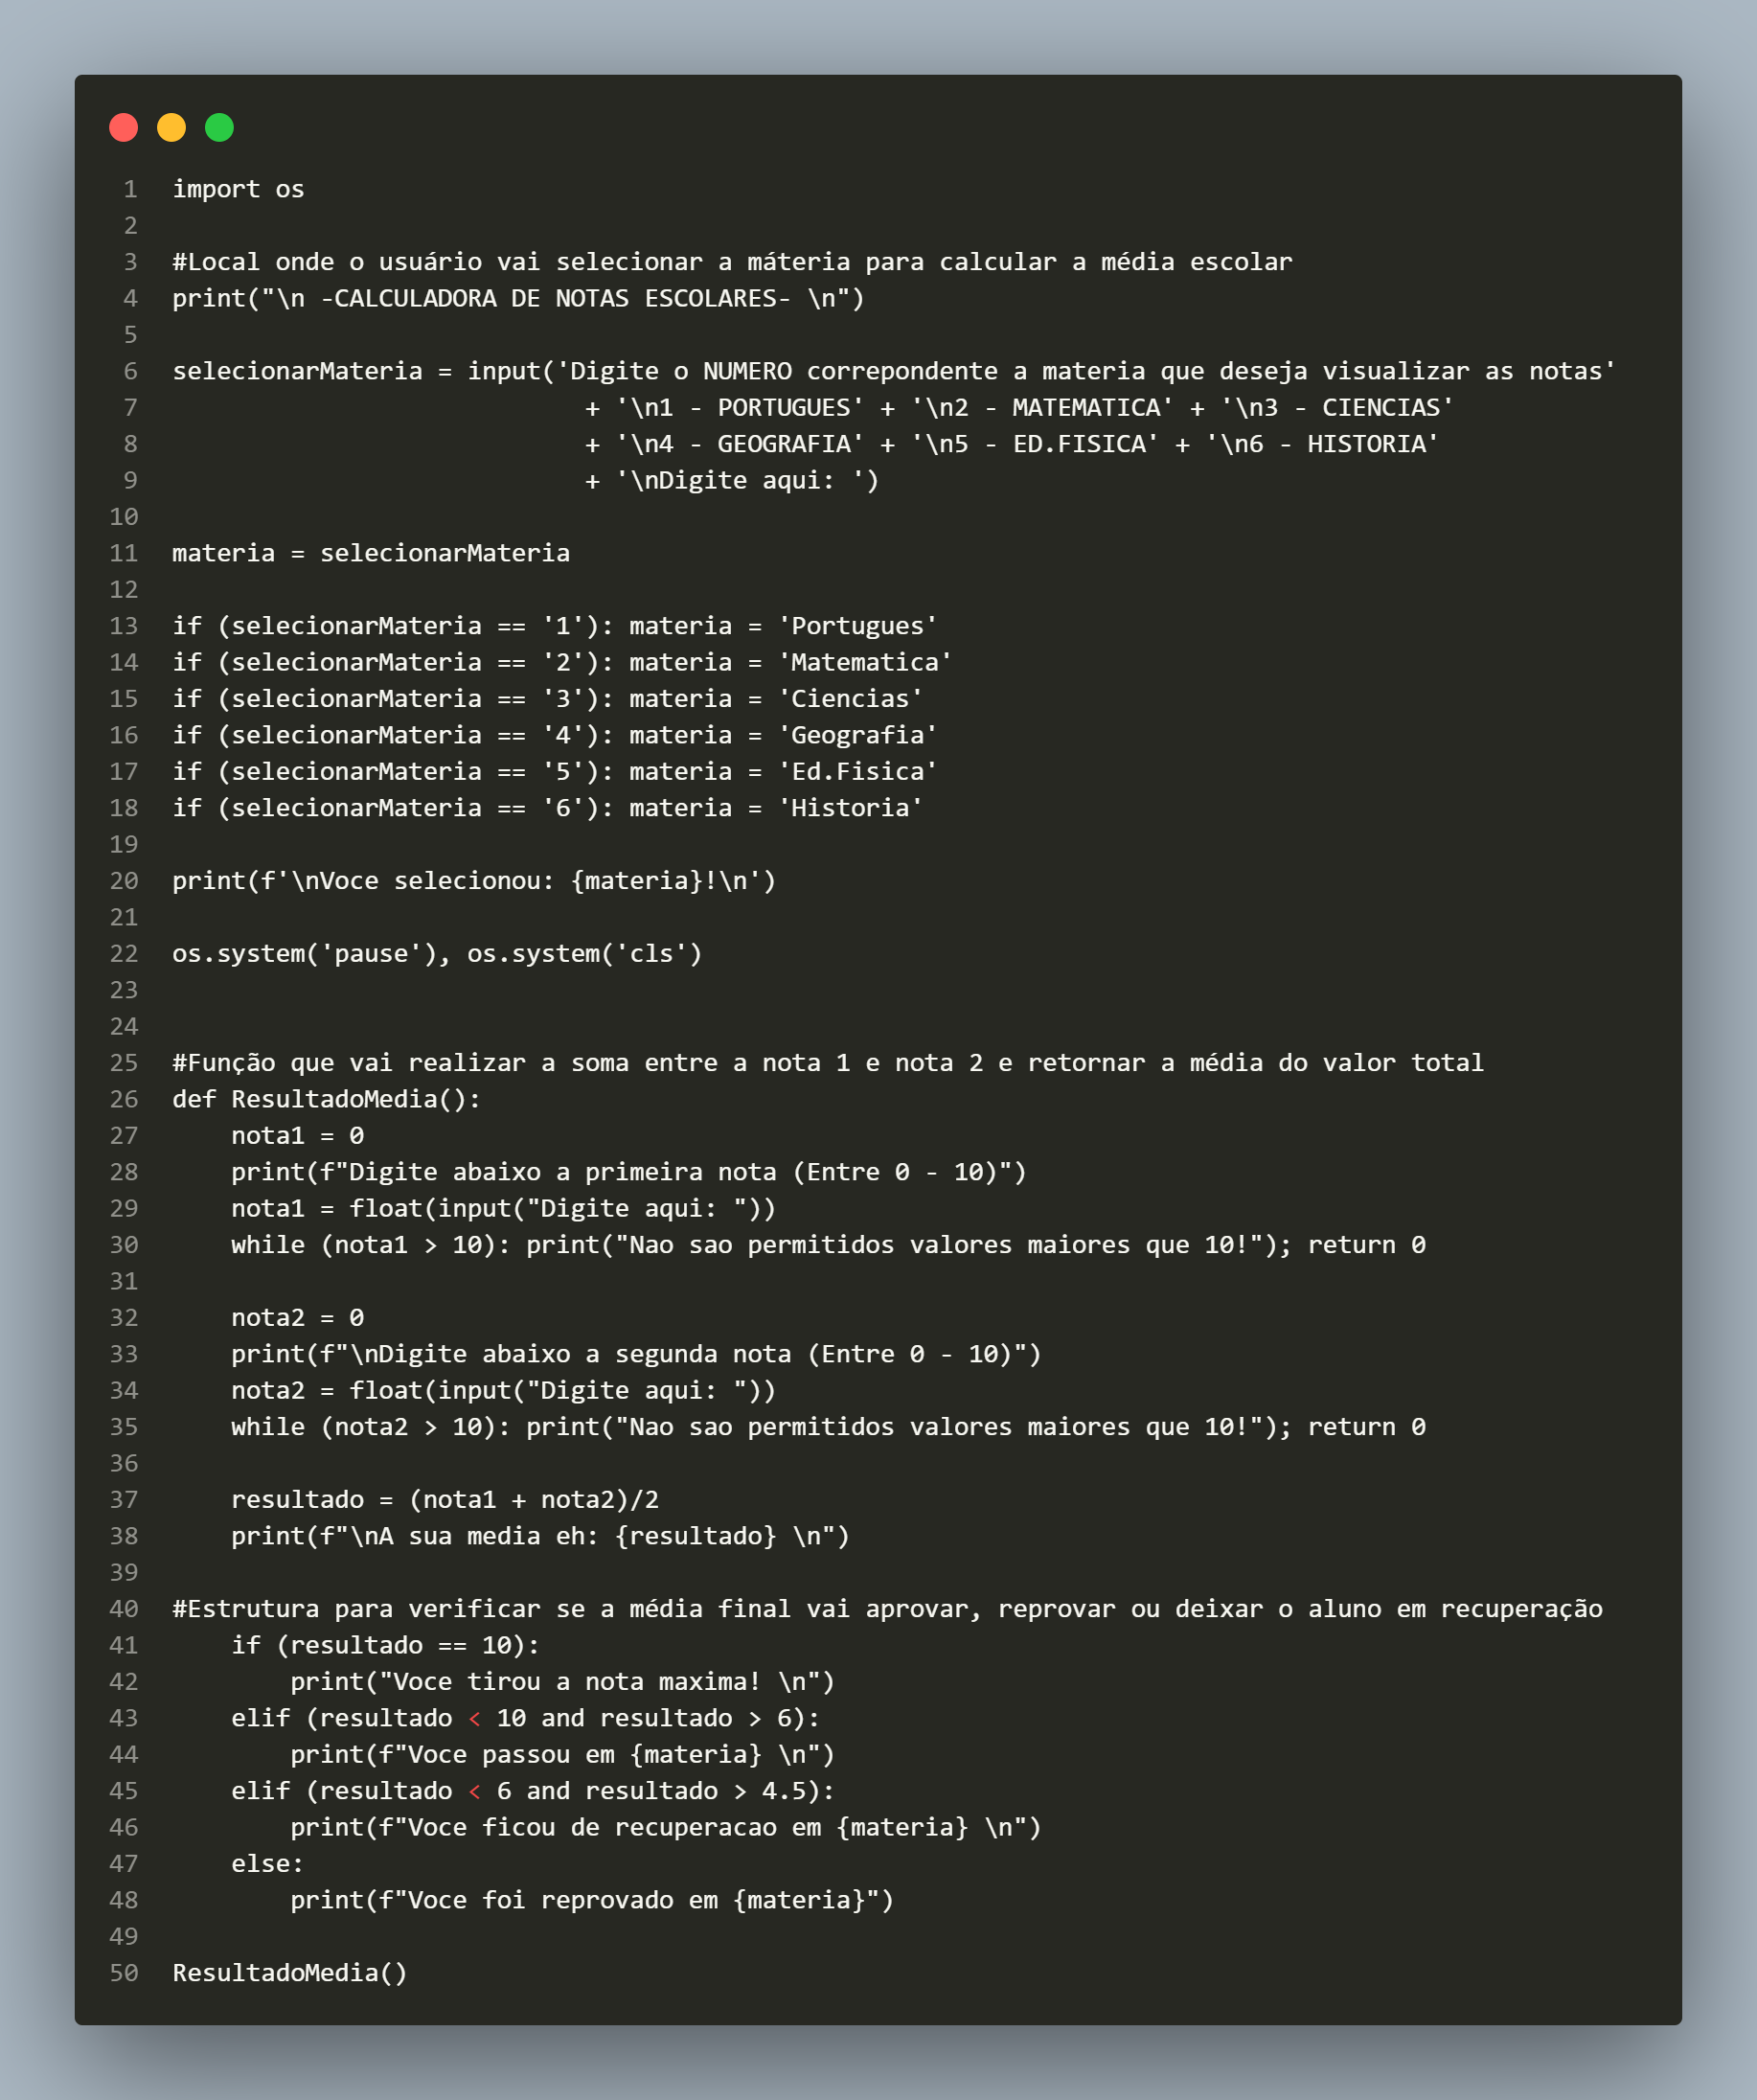 1 import os
2
3 #Local onde o usuário vai selecionar a máteria para calcular a média escolar
4 print("\n -CALCULADORA DE NOTAS ESCOLARES- \n")
5
6 selecionarMateria = input('Digite o NUMERO correpondente a materia que deseja visualizar as notas'
7                             + '\n1 - PORTUGUES' + '\n2 - MATEMATICA' + '\n3 - CIENCIAS'
8                             + '\n4 - GEOGRAFIA' + '\n5 - ED.FISICA' + '\n6 - HISTORIA'
9                             + '\nDigite aqui: ')
10
11 materia = selecionarMateria
12
13 if (selecionarMateria == '1'): materia = 'Portugues'
14 if (selecionarMateria == '2'): materia = 'Matematica'
15 if (selecionarMateria == '3'): materia = 'Ciencias'
16 if (selecionarMateria == '4'): materia = 'Geografia'
17 if (selecionarMateria == '5'): materia = 'Ed.Fisica'
18 if (selecionarMateria == '6'): materia = 'Historia'
19
20 print(f'\nVoce selecionou: {materia}!\n')
21
22 os.system('pause'), os.system('cls')
23
24
25 #Função que vai realizar a soma entre a nota 1 e nota 2 e retornar a média do valor total
26 def ResultadoMedia():
27     nota1 = 0
28     print(f"Digite abaixo a primeira nota (Entre 0 - 10)")
29     nota1 = float(input("Digite aqui: "))
30     while (nota1 > 10): print("Nao sao permitidos valores maiores que 10!"); return 0
31
32     nota2 = 0
33     print(f"\nDigite abaixo a segunda nota (Entre 0 - 10)")
34     nota2 = float(input("Digite aqui: "))
35     while (nota2 > 10): print("Nao sao permitidos valores maiores que 10!"); return 0
36
37     resultado = (nota1 + nota2)/2
38     print(f"\nA sua media eh: {resultado} \n")
39
40 #Estrutura para verificar se a média final vai aprovar, reprovar ou deixar o aluno em recuperação
41     if (resultado == 10):
42         print("Voce tirou a nota maxima! \n")
43     elif (resultado < 10 and resultado > 6):
44         print(f"Voce passou em {materia} \n")
45     elif (resultado < 6 and resultado > 4.5):
46         print(f"Voce ficou de recuperacao em {materia} \n")
47     else:
48         print(f"Voce foi reprovado em {materia}")
49
50 ResultadoMedia()